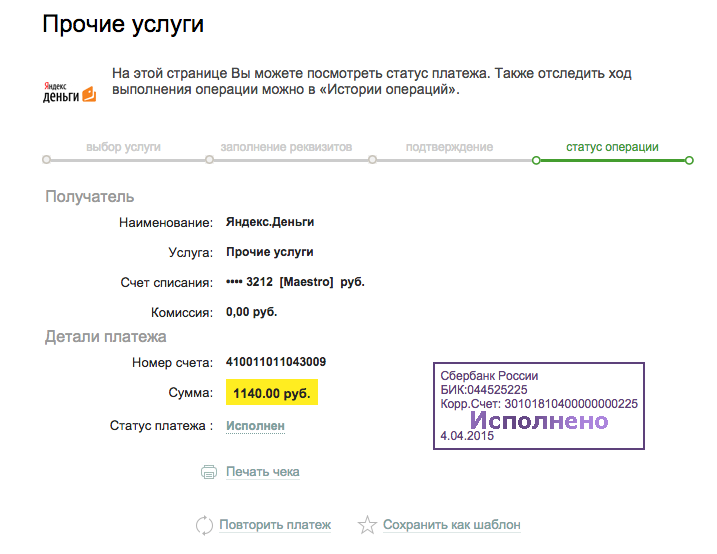 Прочие услуги
На этой странице Вы можете посмотреть статус платежа. Также отследить ход
выполнения операции можно в «Истории операций».
Яндекс
деньги
выбор услуги
заполнение реквизитов
подтверждение
статус операции
Получатель
Наименование: Яндекс.Деньги
Услуга: Прочие услуги
Счет списания: •••• 3212 [Maestro] руб.
Комиссия: 0,00 руб.
Детали платежа
Номер счета: 410011011043009
Сумма: 1140.00 руб.
Статус платежа : Исполнен
Сбербанк России
БИК:044525225
Корр.Счет: 30101810400000000225
Исполнено
4.04.2015
Печать чека
Повторить платеж
Сохранить как шаблон